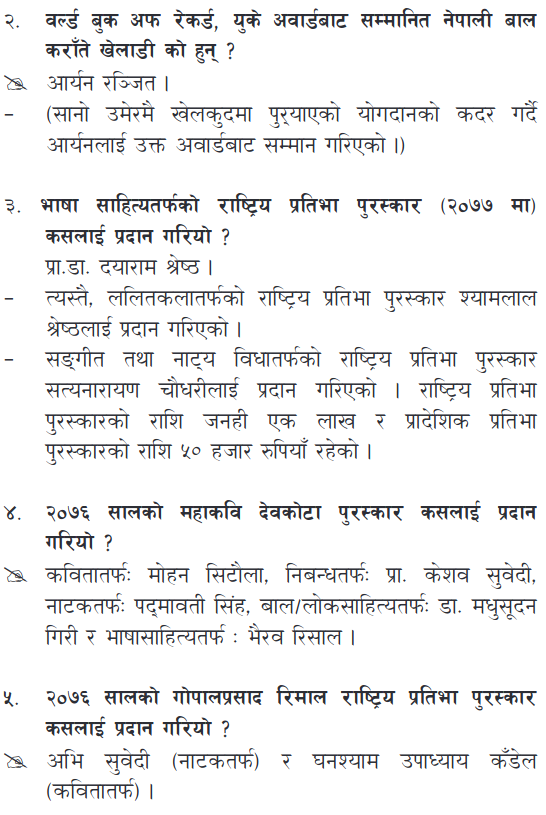 २. वर्ल्ड बुक अफ रेकर्ड, युके अवार्डबाट सम्मानित नेपाली बाल
कराँते खेलाडी को हुन् ?
आर्यन रञ्जित ।
– (सानो उमेरमै खेलकुदमा पुर्‍याएको योगदानको कदर गर्दै
आर्यनलाई उक्त अवार्डबाट सम्मान गरिएको ।)
३. भाषा साहित्यतर्फको राष्ट्रिय प्रतिभा पुरस्कार (२०७७ मा)
कसलाई प्रदान गरियो ?
प्रा.डा. दयाराम श्रेष्ठ ।
– त्यस्तै, ललितकलातर्फको राष्ट्रिय प्रतिभा पुरस्कार श्यामलाल
श्रेष्ठलाई प्रदान गरिएको ।
– सङ्गीत तथा नाट्य विधातर्फको राष्ट्रिय प्रतिभा पुरस्कार
सत्यनारायण चौधरीलाई प्रदान गरिएको । राष्ट्रिय प्रतिभा
पुरस्कारको राशि जनही एक लाख र प्रादेशिक प्रतिभा
पुरस्कारको राशि ५० हजार रुपियाँ रहेको ।
४. २०७६ सालको महाकवि देवकोटा पुरस्कार कसलाई प्रदान
गरियो ?
कवितातर्फः मोहन सिटौला, निबन्धतर्फः प्रा. केशव सुवेदी,
नाटकतर्फः पद्मावती सिंह, बाल/लोकसाहित्यतर्फः डा. मधुसूदन
गिरी र भाषासाहित्यतर्फ : भैरव रिसाल ।
५. २०७६ सालको गोपालप्रसाद रिमाल राष्ट्रिय प्रतिभा पुरस्कार
कसलाई प्रदान गरियो ?
अभि सुवेदी (नाटकतर्फ) र घनश्याम उपाध्याय कँडेल
(कवितातर्फ) ।